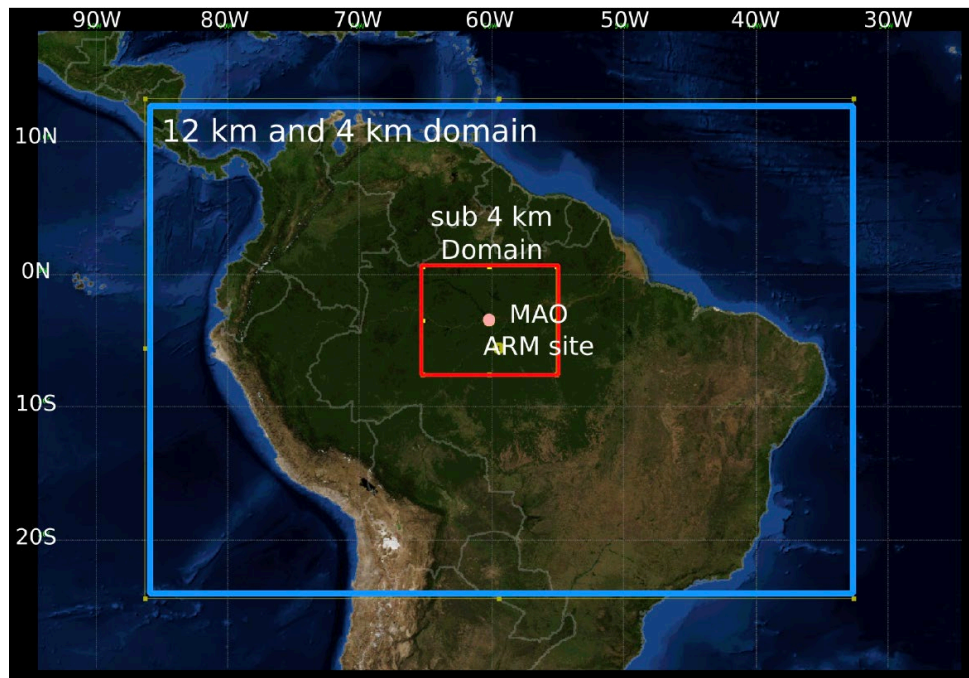 90W 80W 70W 60W 50W 40W 30W
12 km and 4 km domain
10N
sub 4 km
Domain
0N
MAO
ARM site
10S
20S